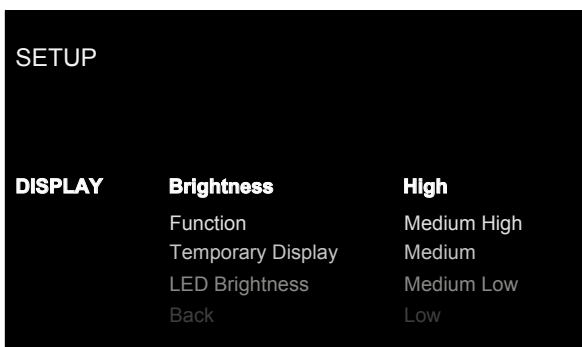 SETUP
DISPLAY Brightness High
Function Medium High
Temporary Display Medium
LED Brightness Medium Low
Back Low